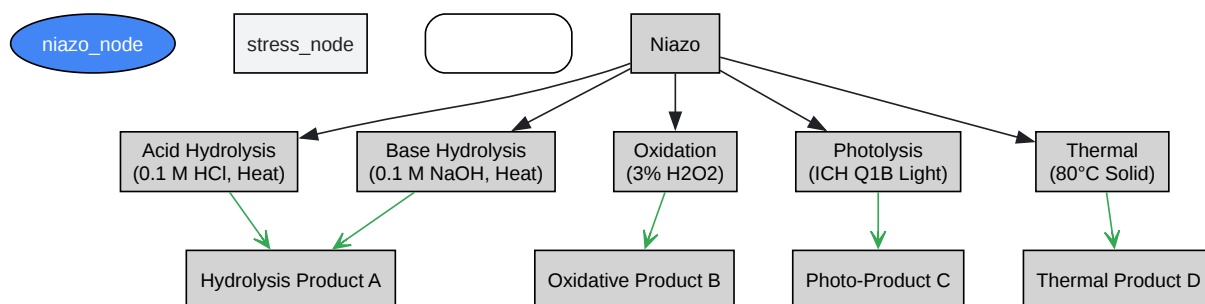 niazo_node
stress_node
Niazo
Acid Hydrolysis
(0.1 M HCl, Heat)
Base Hydrolysis
(0.1 M NaOH, Heat)
Oxidation
(3% H2O2)
Photolysis
(ICH Q1B Light)
Thermal
(80°C Solid)
Hydrolysis Product A
Oxidative Product B
Photo-Product C
Thermal Product D